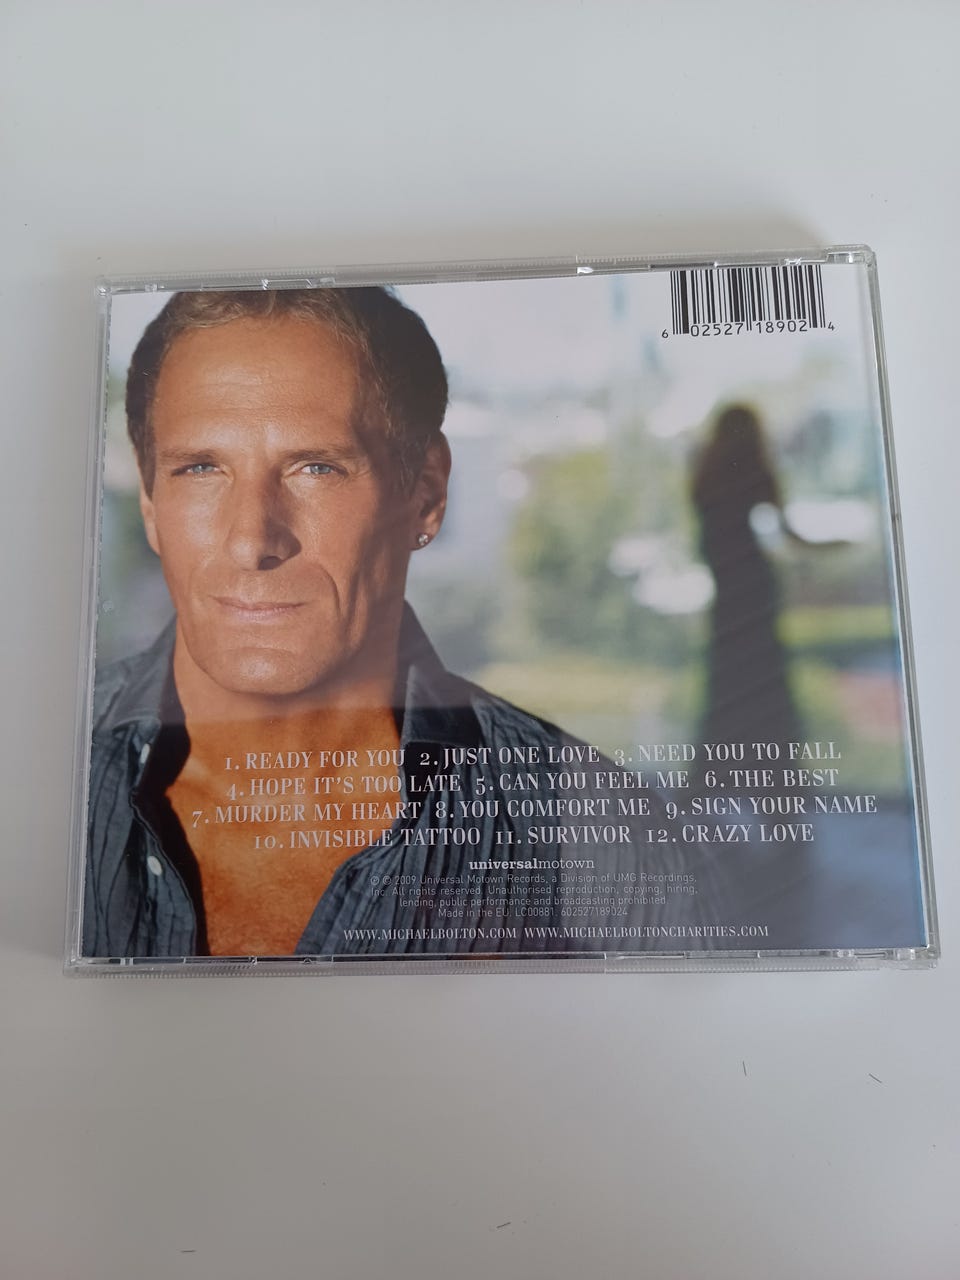 6 02527 18902 4
1. READY FOR YOU 2. JUST ONE LOVE 3. NEED YOU TO FALL
4. HOPE IT'S TOO LATE 5. CAN YOU FEEL ME 6. THE BEST
7. MURDER MY HEART 8. YOU COMFORT ME 9. SIGN YOUR NAME
10. INVISIBLE TATTOO 11. SURVIVOR 12. CRAZY LOVE
universalmotown
℗ © 2009 Universal Motown Records, a Division of UMG Recordings,
Inc. All rights reserved. Unauthorised reproduction, copying, hiring,
lending, public performance and broadcasting prohibited.
Made in the EU. LC00881. 602527189024
WWW.MICHAELBOLTON.COM WWW.MICHAELBOLTONCHARITIES.COM